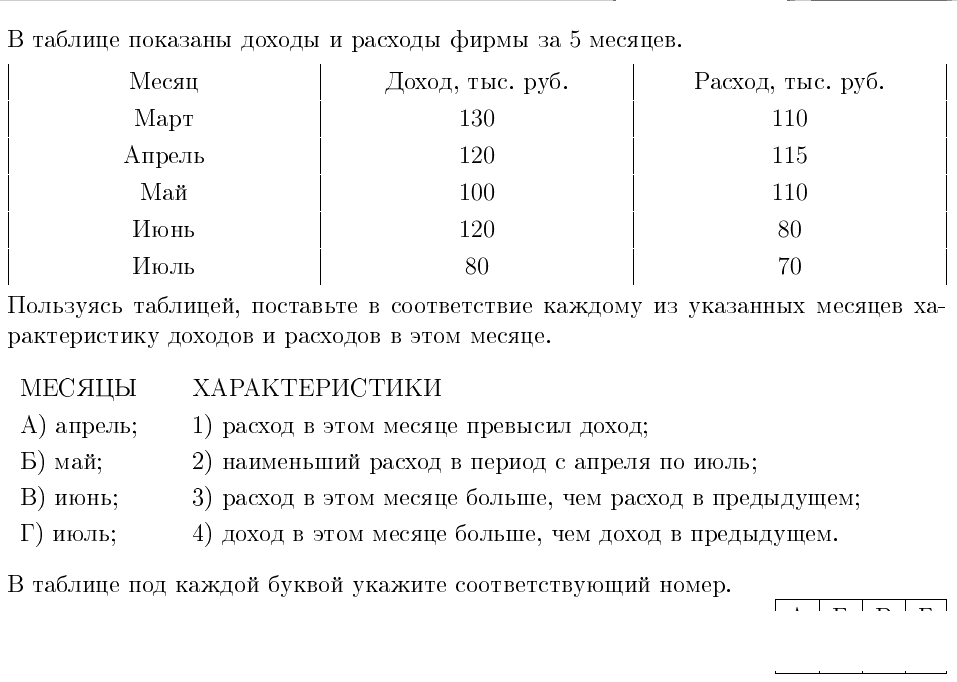 В таблице показаны доходы и расходы фирмы за 5 месяцев.
Месяц Доход, тыс. руб. Расход, тыс. руб.
Март 130 110
Апрель 120 115
Май 100 110
Июнь 120 80
Июль 80 70
Пользуясь таблицей, поставьте в соответствие каждому из указанных месяцев ха-
рактеристику доходов и расходов в этом месяце.
МЕСЯЦЫ ХАРАКТЕРИСТИКИ
А) апрель; 1) расход в этом месяце превысил доход;
Б) май; 2) наименьший расход в период с апреля по июль;
В) июнь; 3) расход в этом месяце больше, чем расход в предыдущем;
Г) июль; 4) доход в этом месяце больше, чем доход в предыдущем.
В таблице под каждой буквой укажите соответствующий номер.